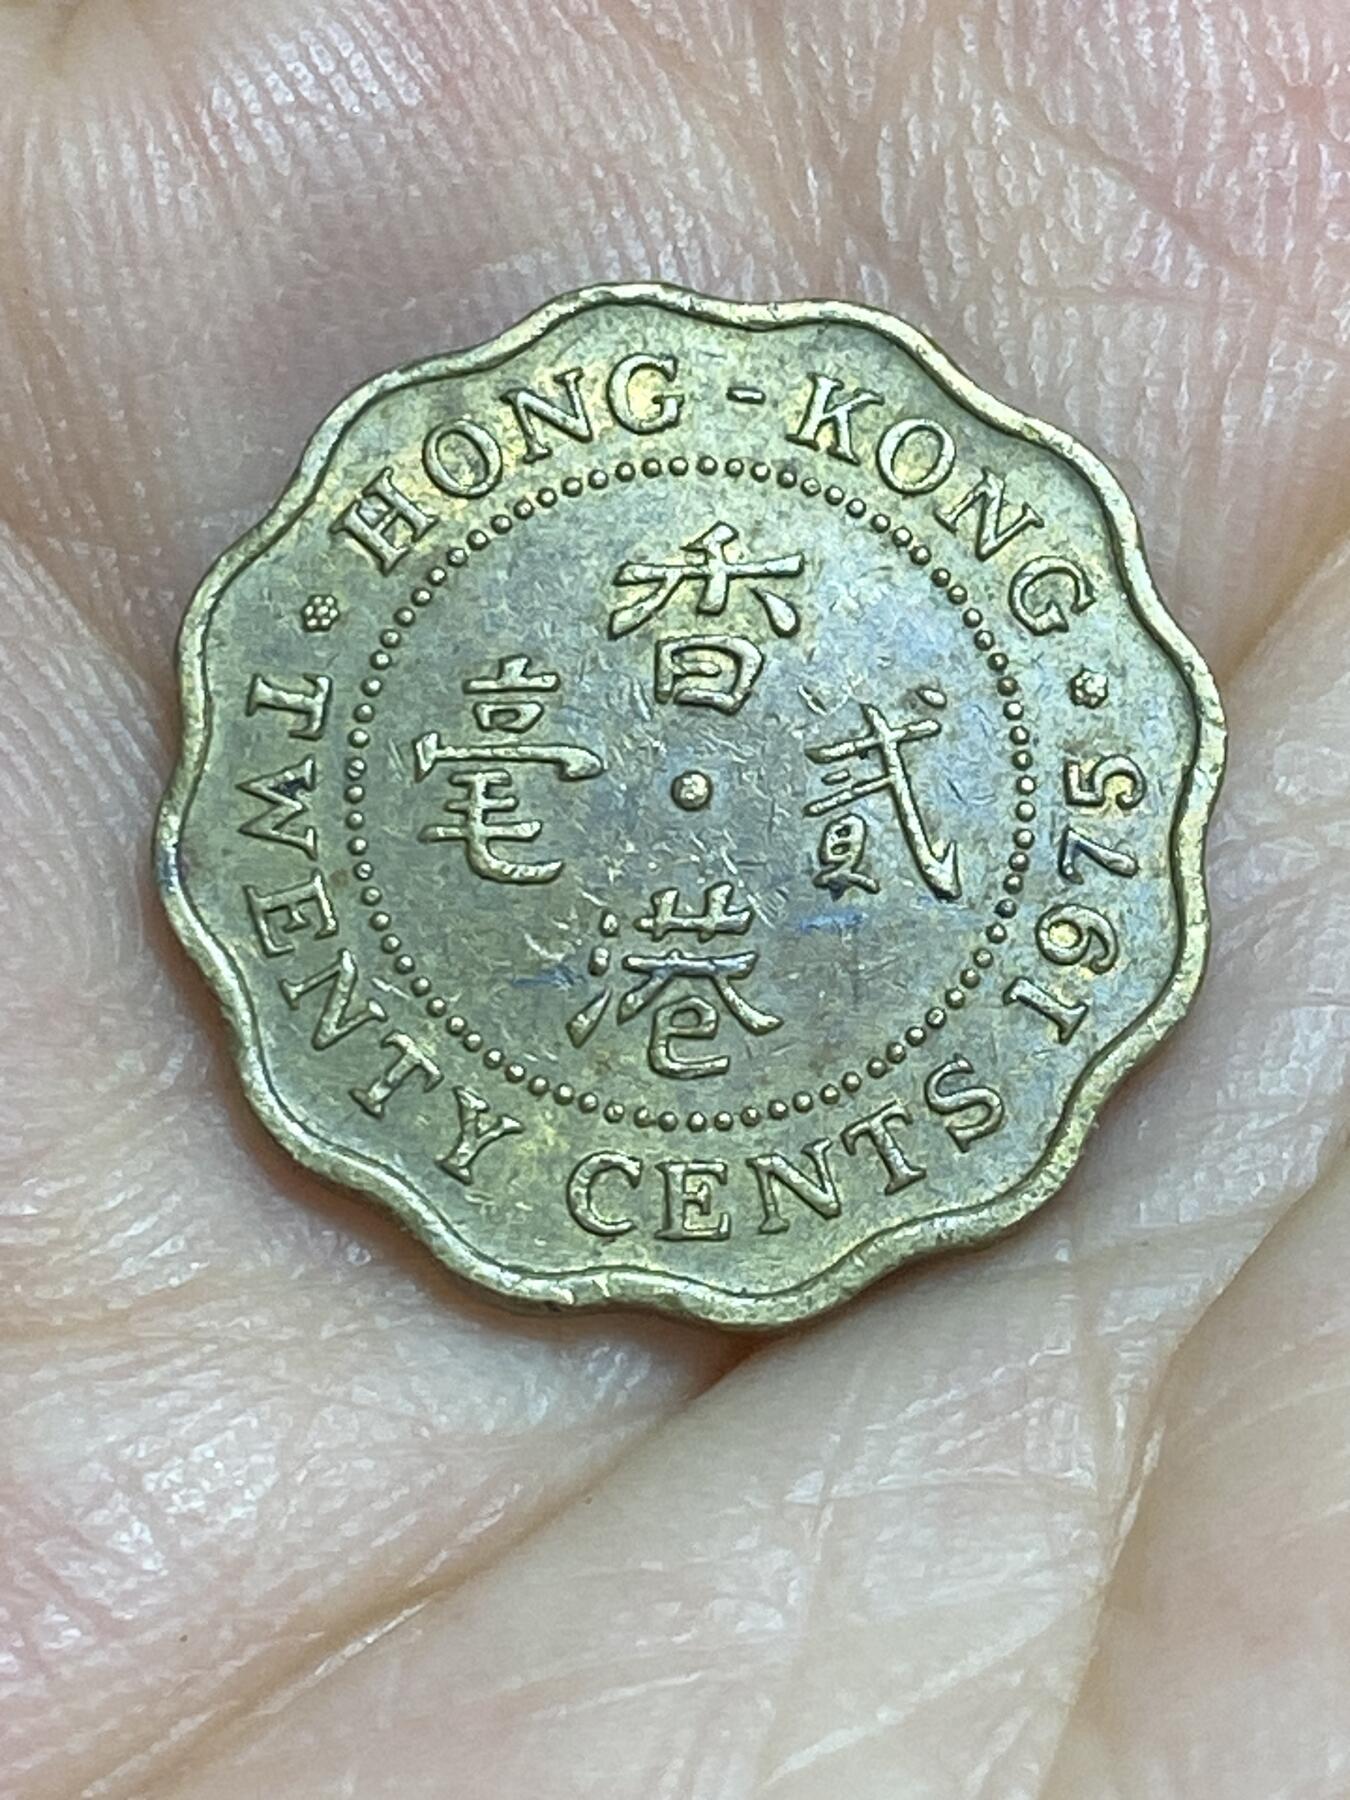 HONG - KONG
1975
TWENTY CENTS
香港
貳毫